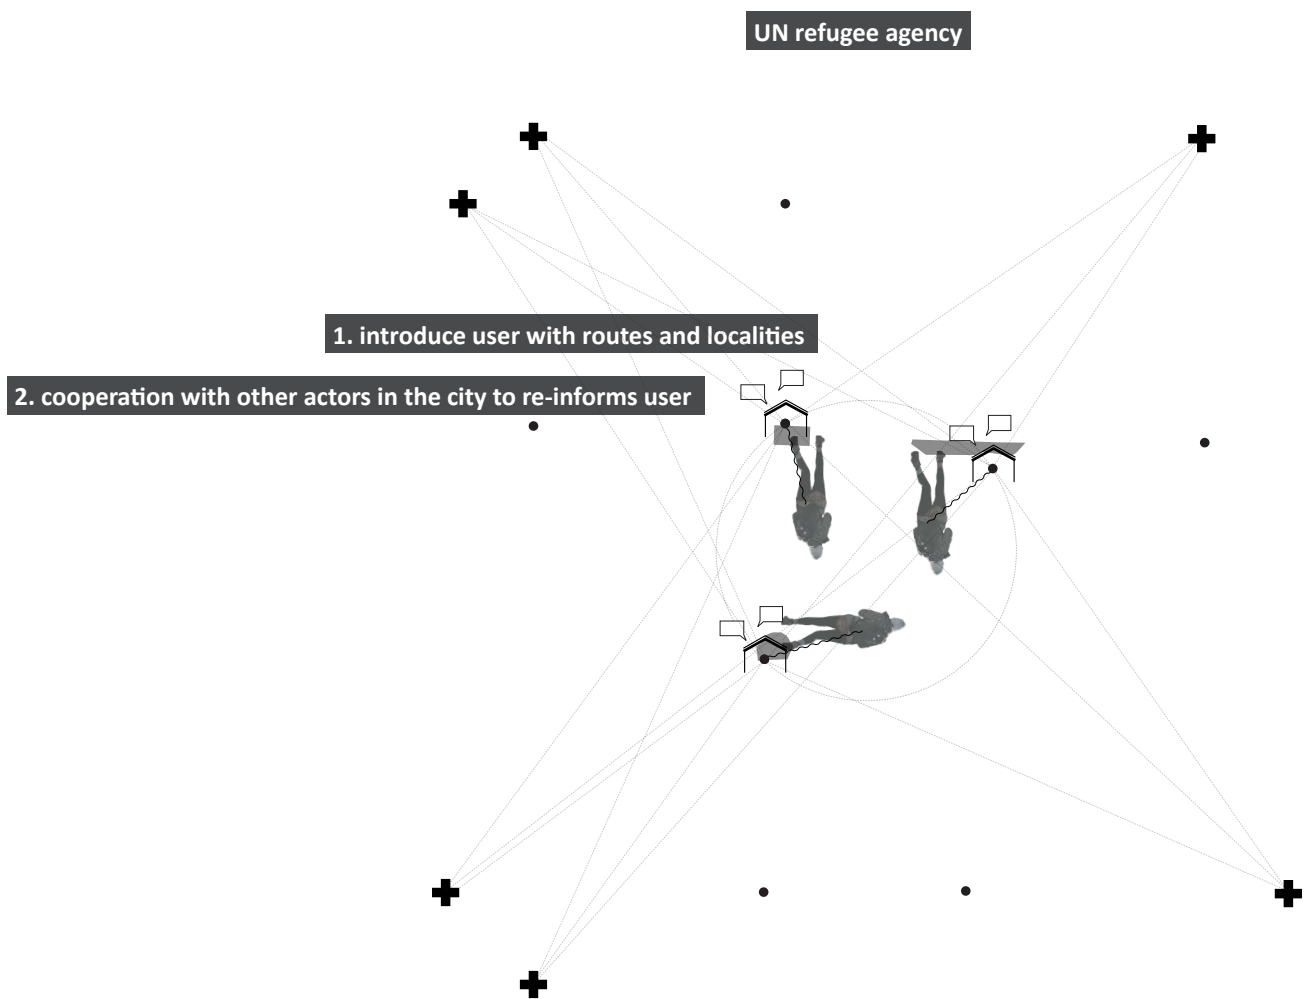 UN refugee agency
1. introduce user with routes and localities
2. cooperation with other actors in the city to re-informs user